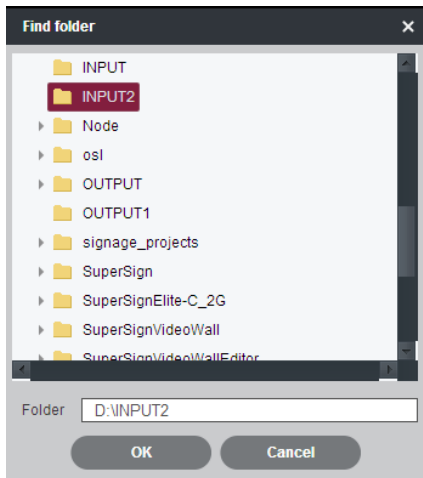 Find folder
INPUT
INPUT2
Node
osl
OUTPUT
OUTPUT1
signage_projects
SuperSign
SuperSignElite-C_2G
SuperSignVideoWall
SuperSignVideoWallEditor
Folder D:\INPUT2
OK Cancel